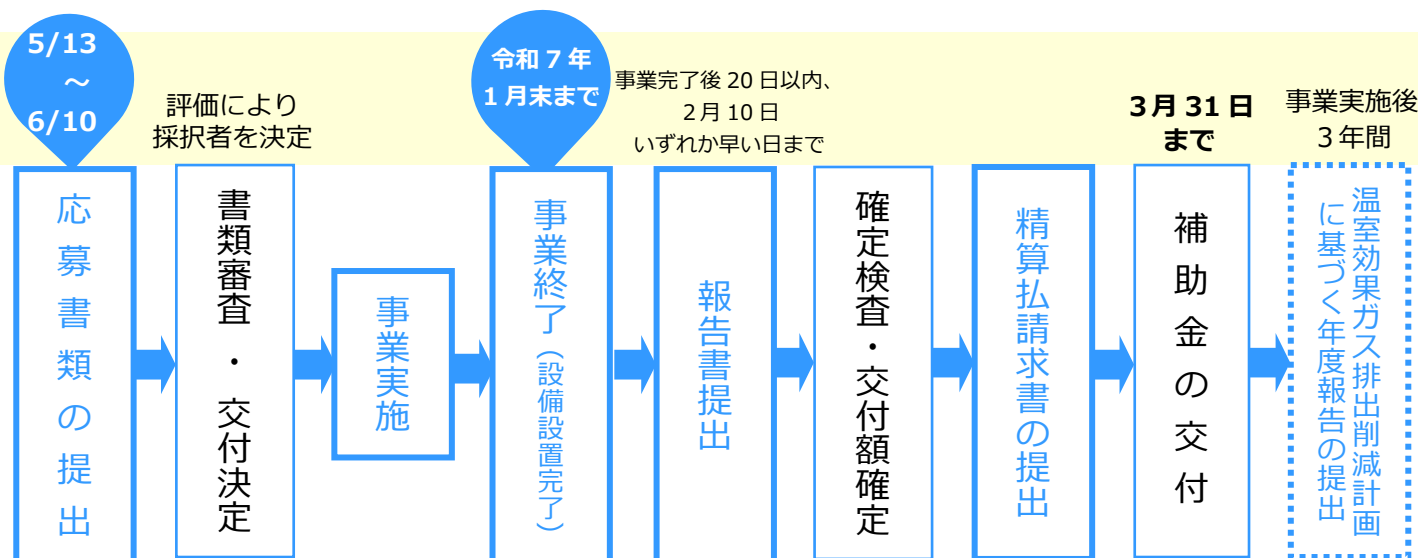 5/13
~
6/10
評価により
採択者を決定
令和7年
1月末まで
事業完了後20日以内、
2月10日
いずれか早い日まで
3月31日
まで
事業実施後
3年間
応募書類の提出
書類審査・交付決定
事業実施
事業終了(設備設置完了)
報告書提出
確定検査・交付額確定
精算払請求書の提出
補助金の交付
温室効果ガス排出削減計画
に基づく年度報告の提出